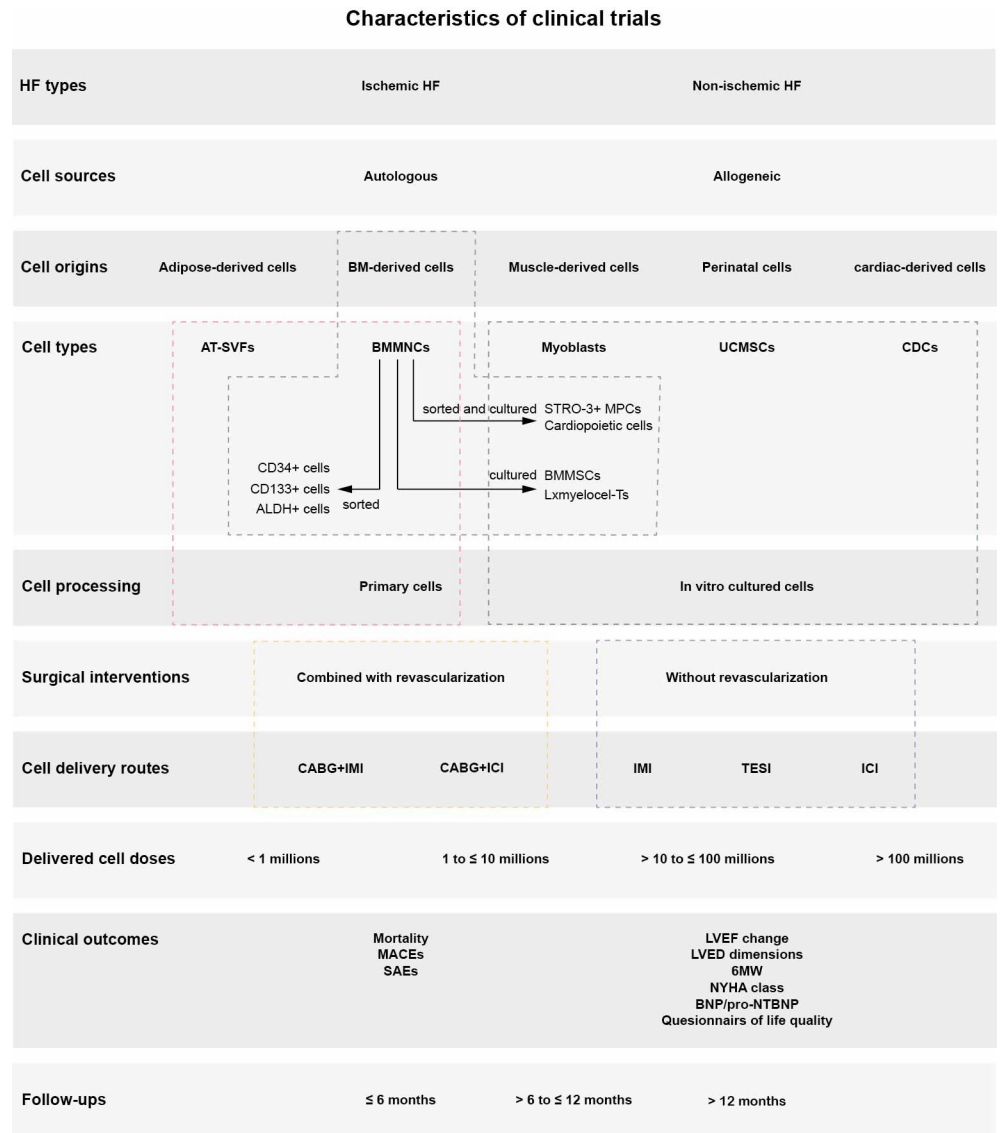 Characteristics of clinical trials
HF types Ischemic HF Non-ischemic HF
Cell sources Autologous Allogeneic
Cell origins Adipose-derived cells BM-derived cells Muscle-derived cells Perinatal cells cardiac-derived cells
Cell types AT-SVFs BMMNCs Myoblasts UCMSCs CDCs
sorted and cultured STRO-3+ MPCs
Cardiopoietic cells
CD34+ cells
cultured BMMSCs
CD133+ cells
Lxmyelocel-Ts
ALDH+ cells sorted
Cell processing Primary cells In vitro cultured cells
Surgical interventions Combined with revascularization Without revascularization
Cell delivery routes CABG+IMI CABG+ICI IMI TESI ICI
Delivered cell doses < 1 millions 1 to ≤ 10 millions > 10 to ≤ 100 millions > 100 millions
Clinical outcomes Mortality LVEF change
MACEs LVED dimensions
SAEs 6MW
NYHA class
BNP/pro-NTBNP
Quesionnairs of life quality
Follow-ups ≤ 6 months > 6 to ≤ 12 months > 12 months